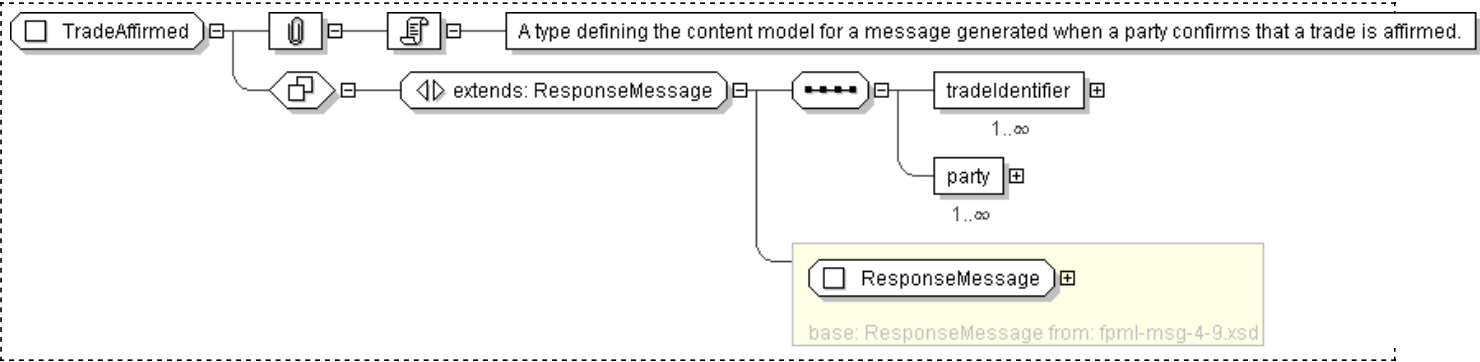 TradeAffirmed
A type defining the content model for a message generated when a party confirms that a trade is affirmed.
extends: ResponseMessage
tradeIdentifier
1..∞
party
1..∞
ResponseMessage
base: ResponseMessage from: fpml-msg-4-9.xsd